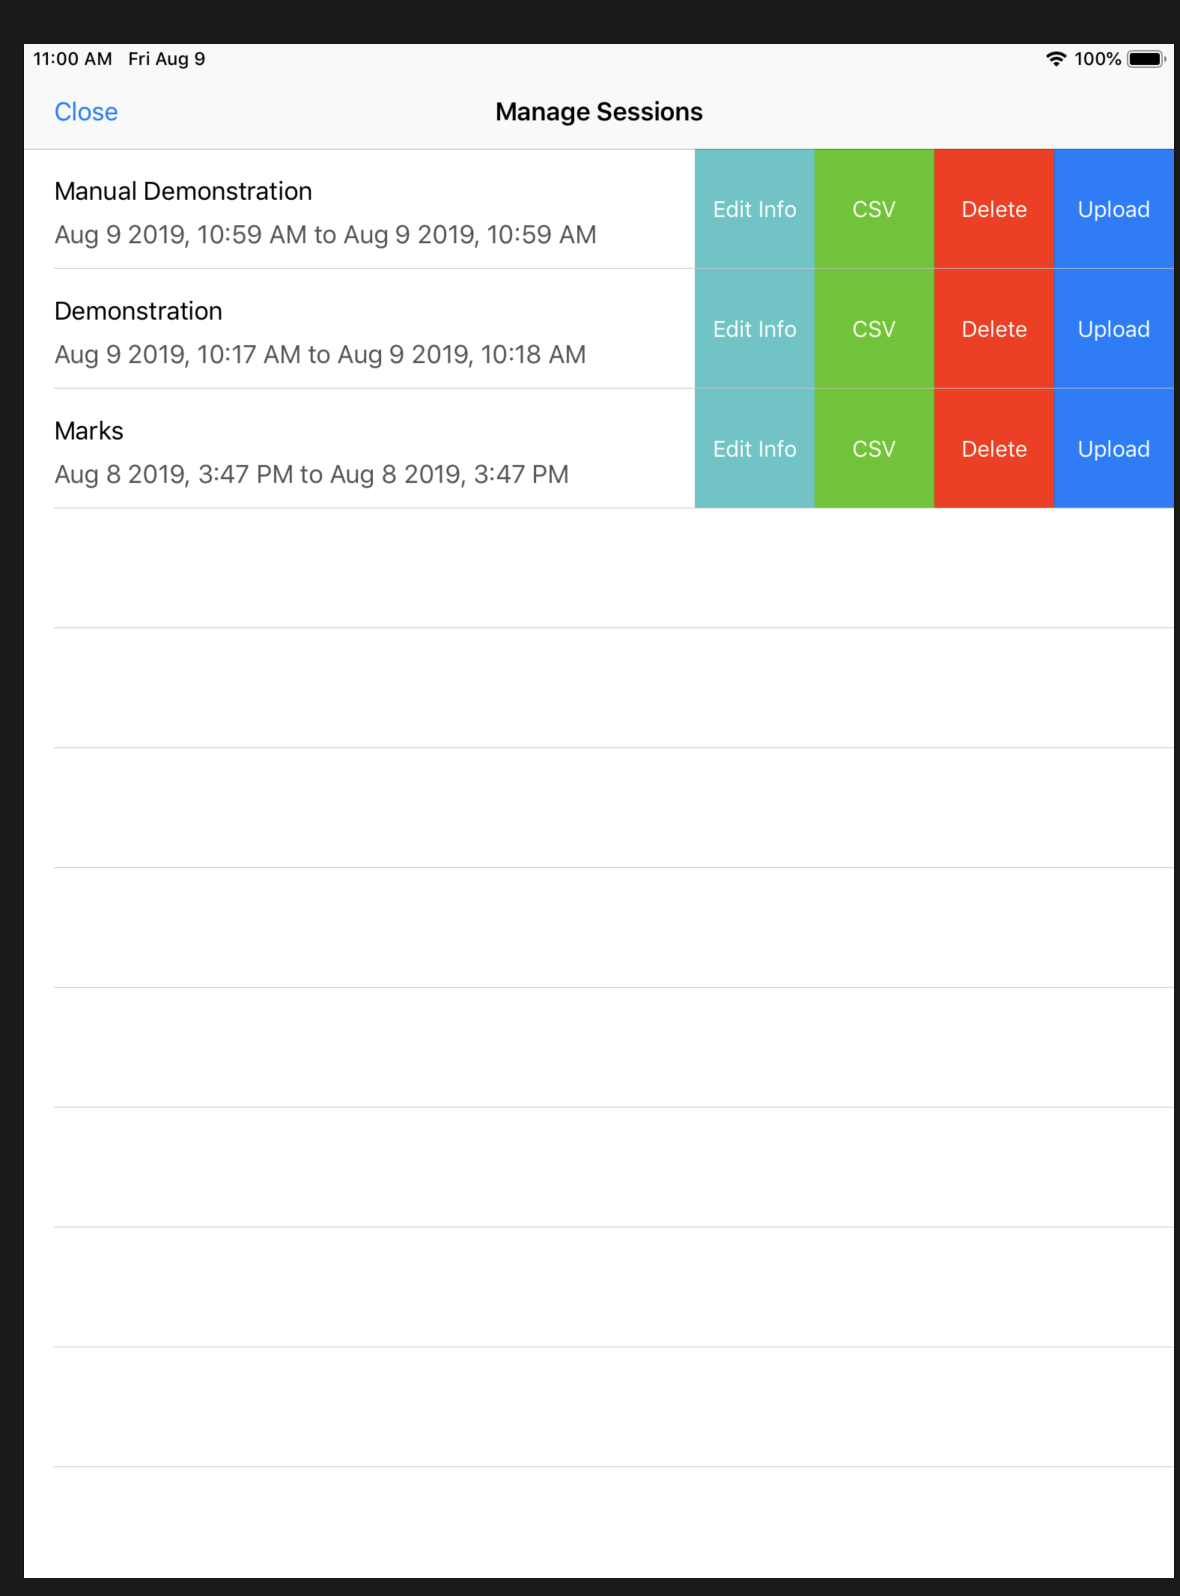 11:00 AM Fri Aug 9 100%
Close Manage Sessions
Manual Demonstration
Aug 9 2019, 10:59 AM to Aug 9 2019, 10:59 AM
Edit Info CSV Delete Upload
Demonstration
Aug 9 2019, 10:17 AM to Aug 9 2019, 10:18 AM
Edit Info CSV Delete Upload
Marks
Aug 8 2019, 3:47 PM to Aug 8 2019, 3:47 PM
Edit Info CSV Delete Upload